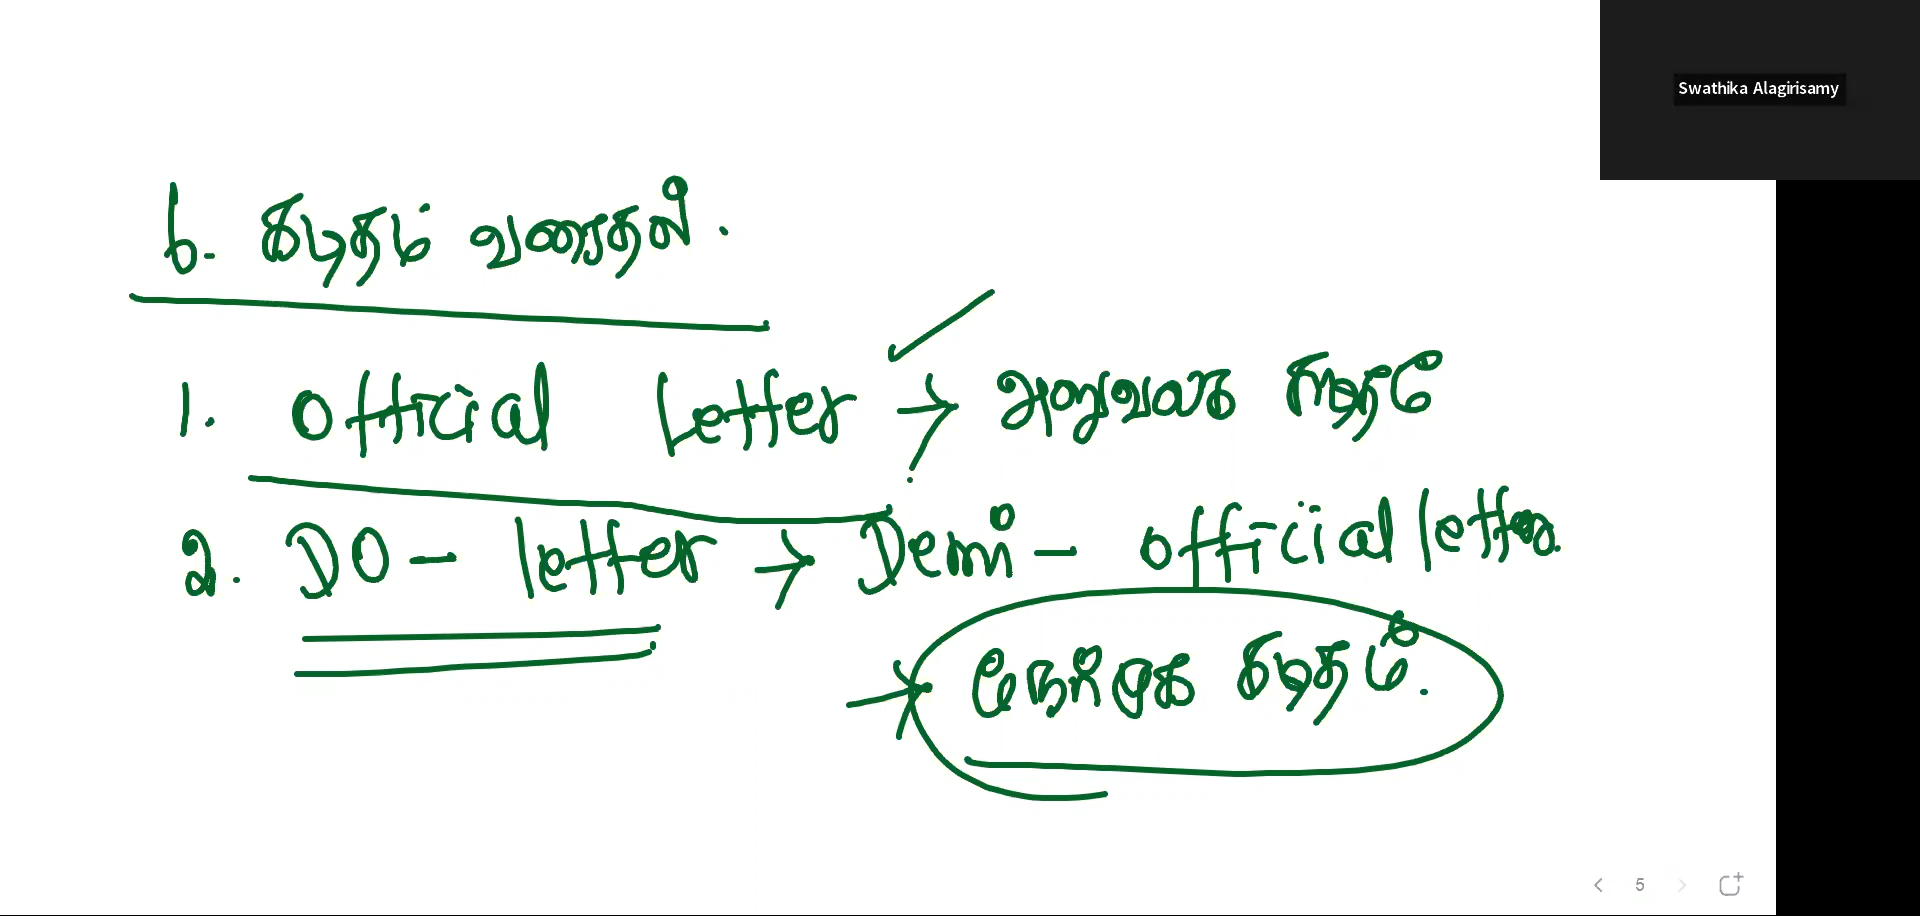 Swathika Alagirisamy
6. கடிதம் வரைதல்.
1. Official Letter → அலுவலக கடிதம்
2. DO - letter → Demi - official letter.
→ நேர்முக கடிதம்.
5